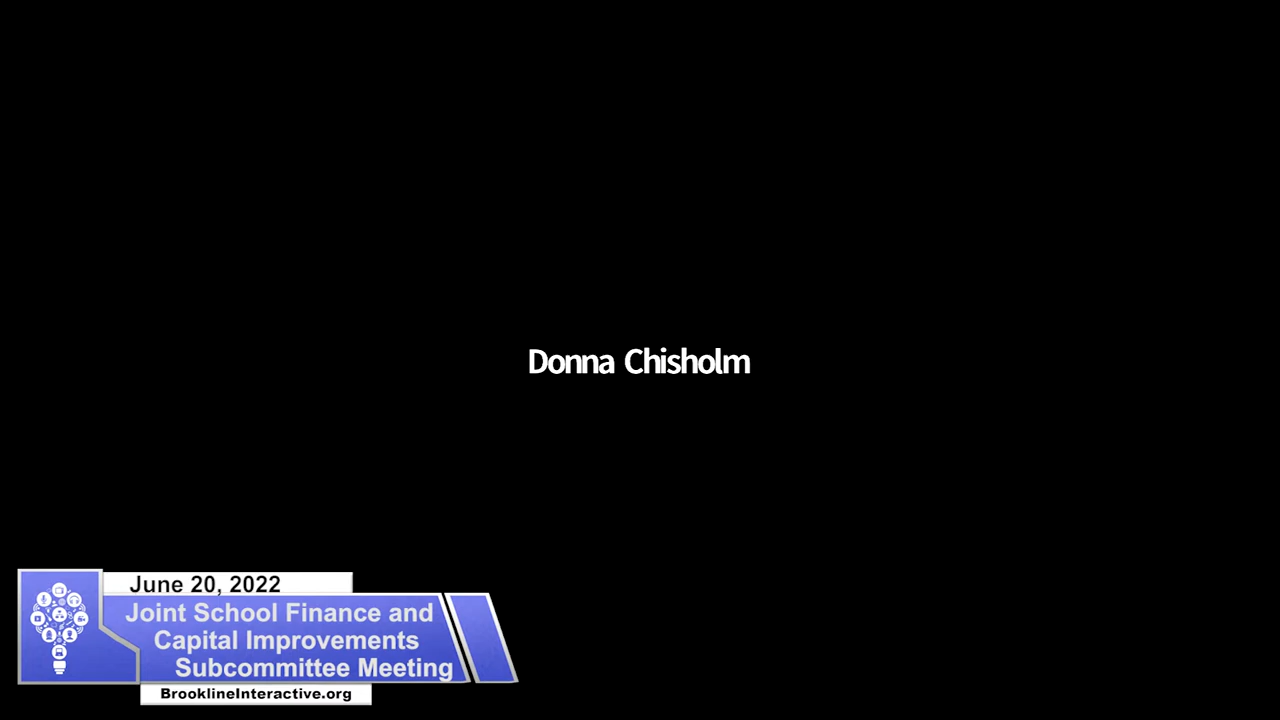 Donna Chisholm
June 20, 2022
Joint School Finance and
Capital Improvements
Subcommittee Meeting
BrooklineInteractive.org